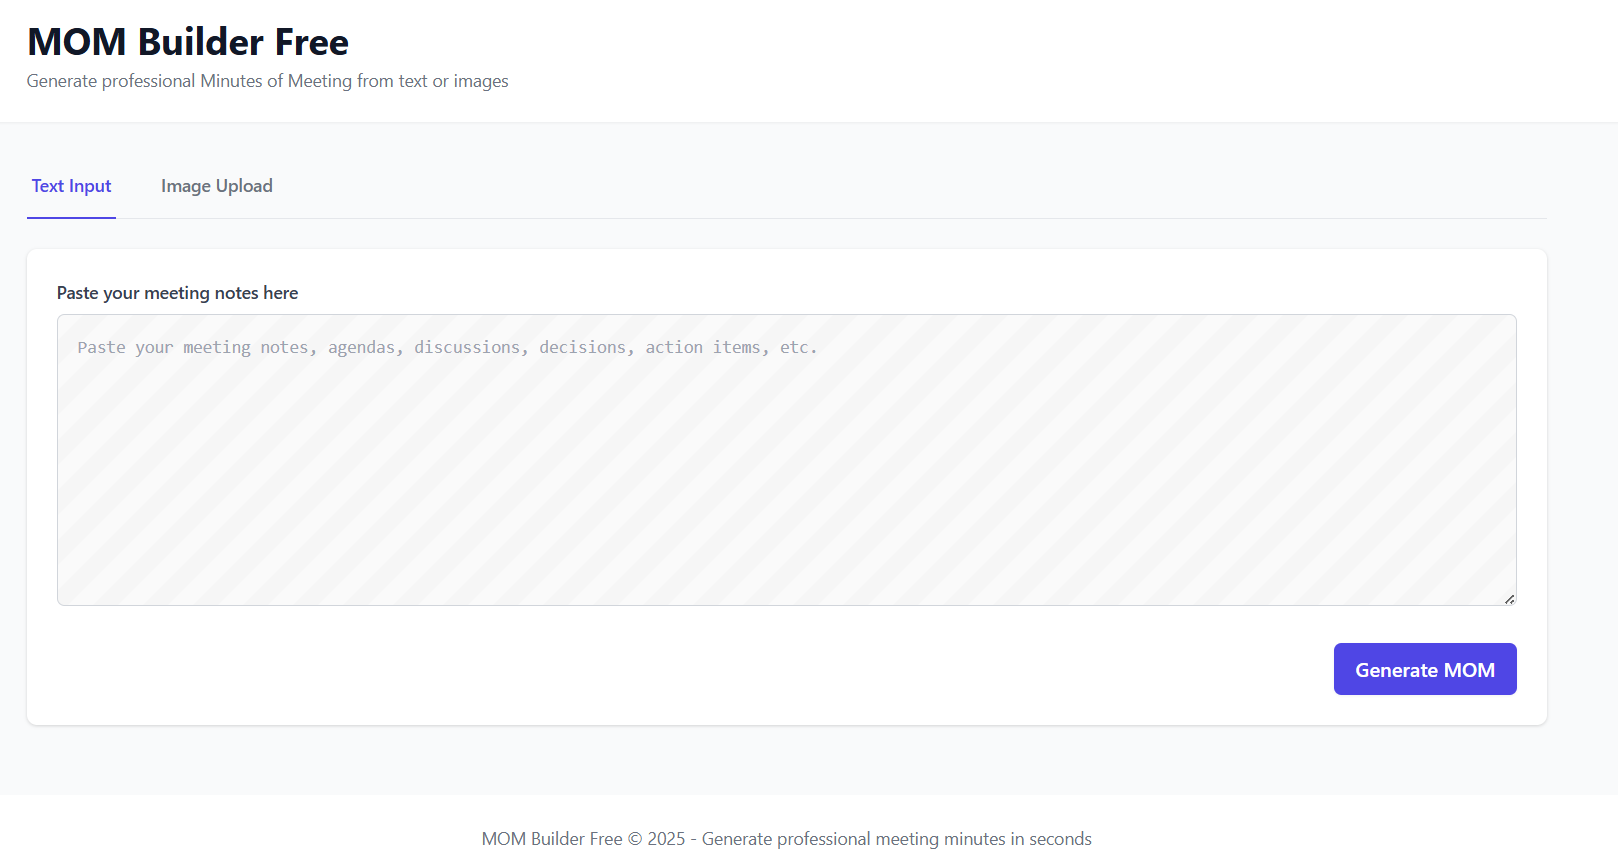 MOM Builder Free
Generate professional Minutes of Meeting from text or images
Text Input
Image Upload
Paste your meeting notes here
Paste your meeting notes, agendas, discussions, decisions, action items, etc.
Generate MOM
MOM Builder Free © 2025 - Generate professional meeting minutes in seconds